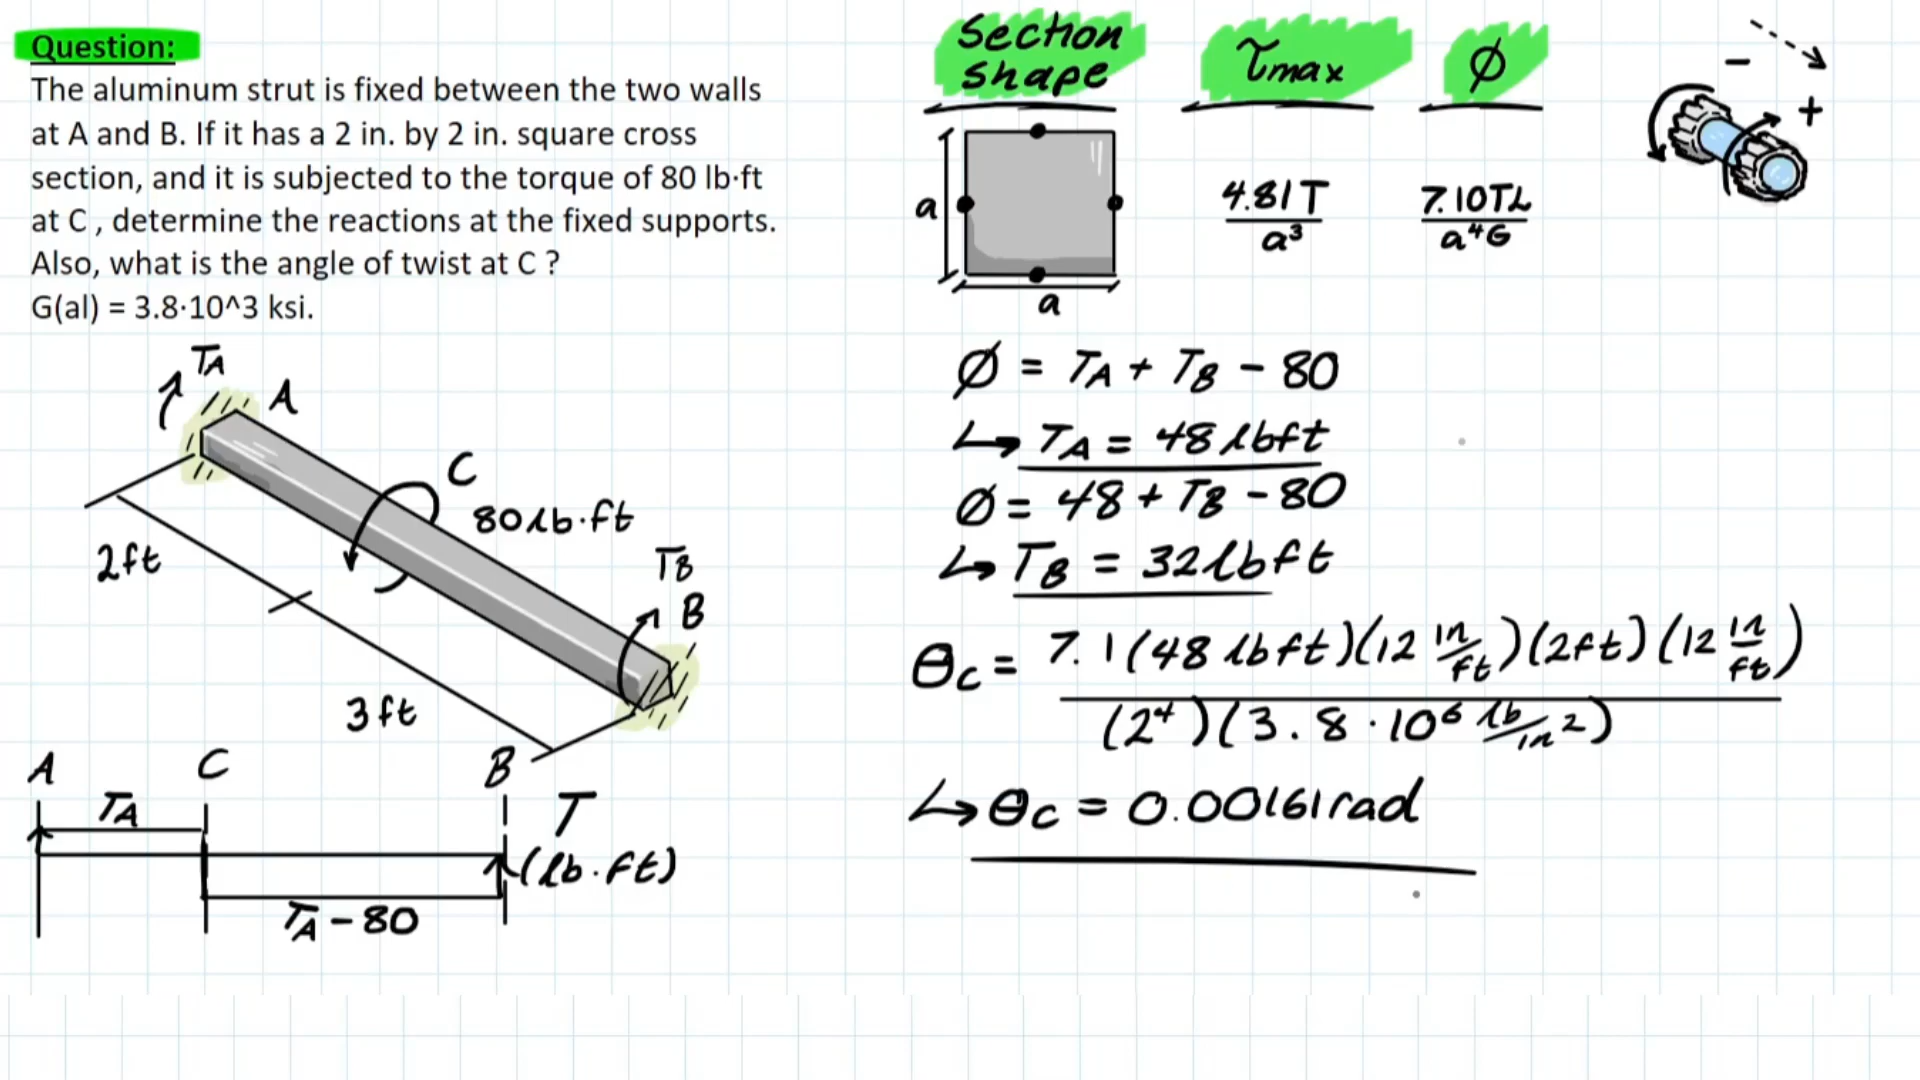 Question:
The aluminum strut is fixed between the two walls
at A and B. If it has a 2 in. by 2 in. square cross
section, and it is subjected to the torque of 80 lb·ft
at C , determine the reactions at the fixed supports.
Also, what is the angle of twist at C ?
G(al) = 3.8·10^3 ksi.
TA
A
C
80 lb·ft
2ft
TB
B
3ft
A C B
TA
T
(lb·ft)
TA - 80
Section
shape
τmax
Ø
a
a
4.81T
a³
7.10TL
a⁴G
-
+
Ø = TA + TB - 80
↳ TA = 48 lbft
Ø = 48 + TB - 80
↳ TB = 32 lbft
θc = 7.1(48 lbft)(12 in/ft)(2ft)(12 in/ft)
(2⁴)(3.8·10⁶ lb/in²)
↳ θc = 0.00161rad